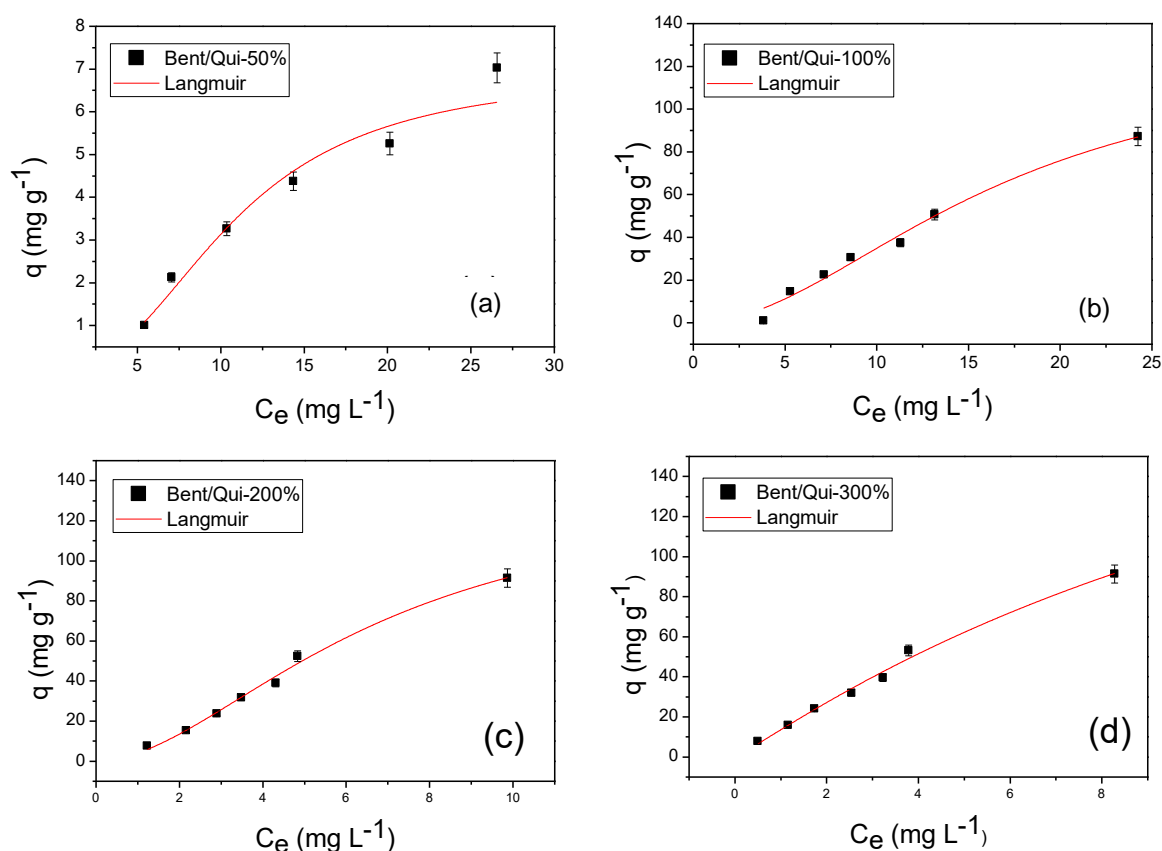 8
7
6
5
4
3
2
1
q (mg g⁻¹)
Bent/Qui-50%
Langmuir
(a)
5 10 15 20 25 30
Cₑ (mg L⁻¹)
140
120
100
80
60
40
20
0
q (mg g⁻¹)
Bent/Qui-100%
Langmuir
(b)
0 5 10 15 20 25
Cₑ (mg L⁻¹)
140
120
100
80
60
40
20
0
q (mg g⁻¹)
Bent/Qui-200%
Langmuir
(c)
0 2 4 6 8 10
Cₑ (mg L⁻¹)
140
120
100
80
60
40
20
0
q (mg g⁻¹)
Bent/Qui-300%
Langmuir
(d)
0 2 4 6 8
Cₑ (mg L⁻¹)